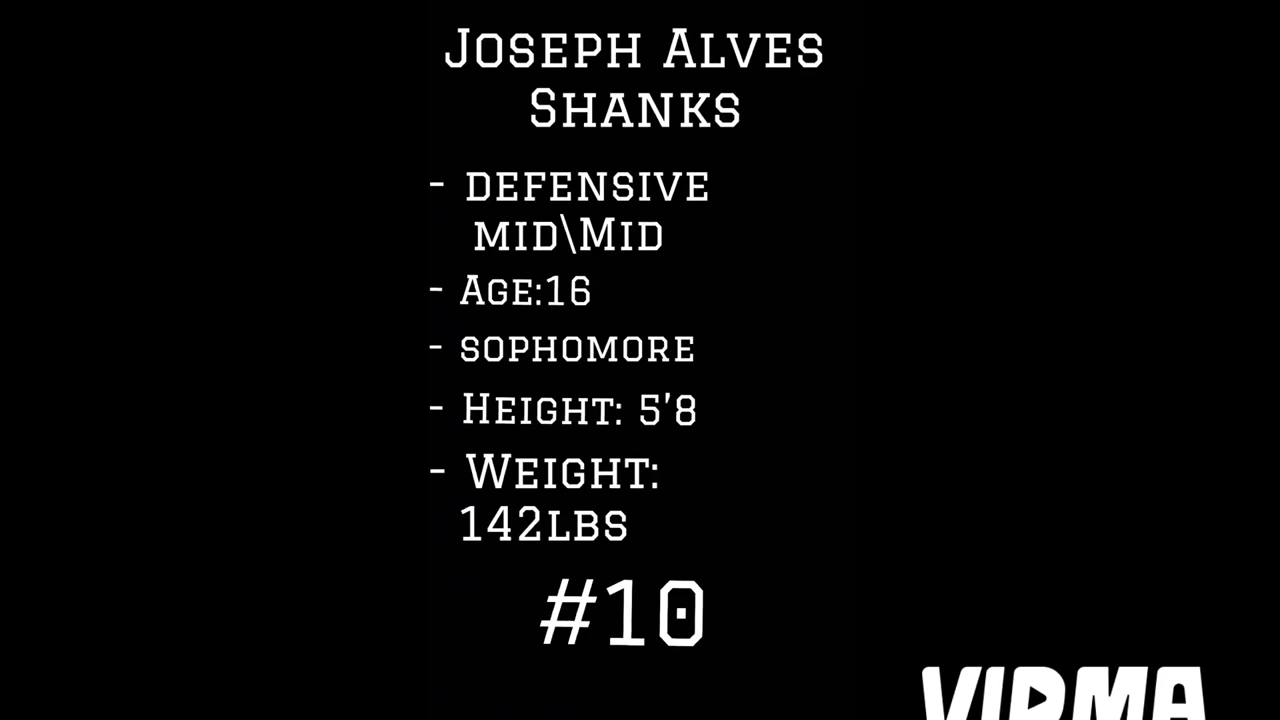 Joseph Alves
Shanks
- defensive
mid\Mid
- Age:16
- sophomore
- Height: 5'8
- Weight:
142lbs
#10